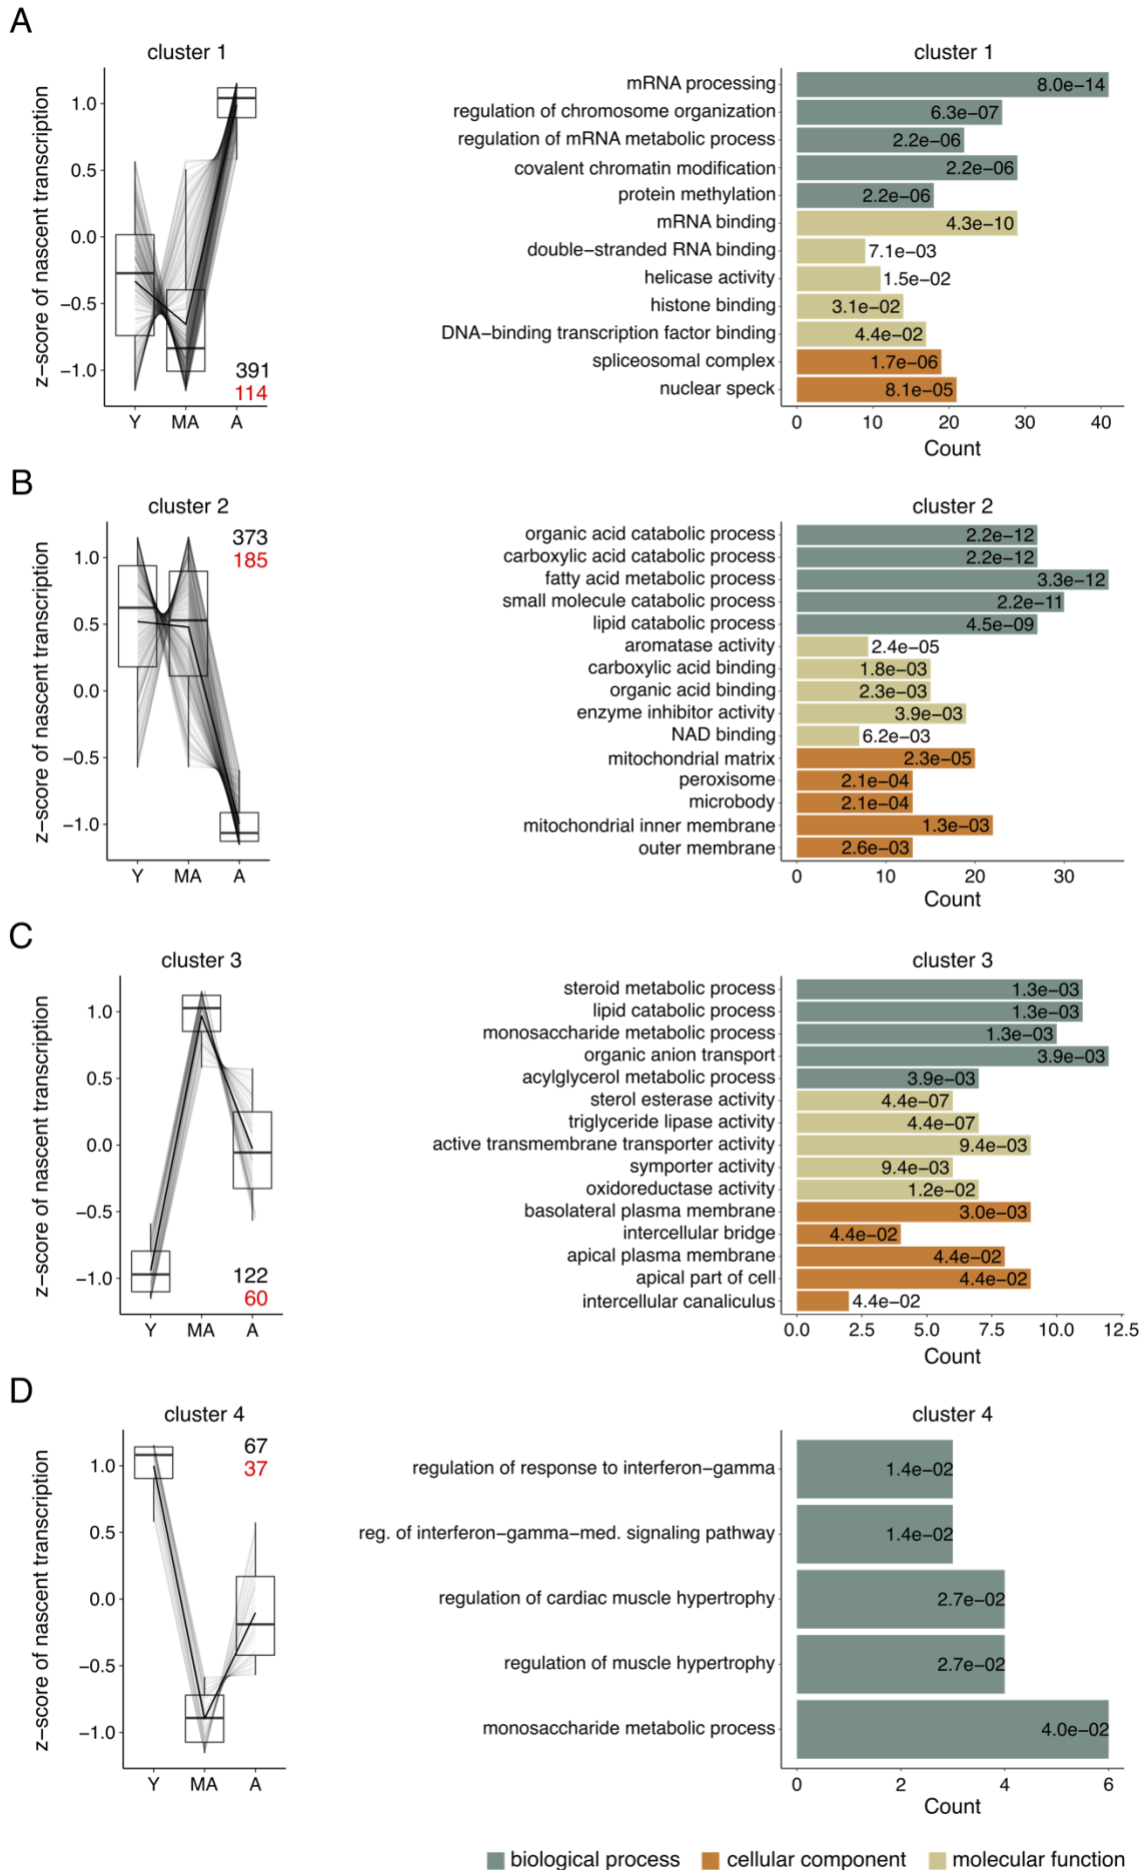 A
cluster 1
z−score of nascent transcription
1.0
0.5
0.0
−0.5
−1.0
391
114
Y MA A
cluster 1
mRNA processing 8.0e−14
regulation of chromosome organization 6.3e−07
regulation of mRNA metabolic process 2.2e−06
covalent chromatin modification 2.2e−06
protein methylation 2.2e−06
mRNA binding 4.3e−10
double−stranded RNA binding 7.1e−03
helicase activity 1.5e−02
histone binding 3.1e−02
DNA−binding transcription factor binding 4.4e−02
spliceosomal complex 1.7e−06
nuclear speck 8.1e−05
0 10 20 30 40
Count
B
cluster 2
z−score of nascent transcription
1.0
0.5
0.0
−0.5
−1.0
373
185
Y MA A
cluster 2
organic acid catabolic process 2.2e−12
carboxylic acid catabolic process 2.2e−12
fatty acid metabolic process 3.3e−12
small molecule catabolic process 2.2e−11
lipid catabolic process 4.5e−09
aromatase activity 2.4e−05
carboxylic acid binding 1.8e−03
organic acid binding 2.3e−03
enzyme inhibitor activity 3.9e−03
NAD binding 6.2e−03
mitochondrial matrix 2.3e−05
peroxisome 2.1e−04
microbody 2.1e−04
mitochondrial inner membrane 1.3e−03
outer membrane 2.6e−03
0 10 20 30
Count
C
cluster 3
z−score of nascent transcription
1.0
0.5
0.0
−0.5
−1.0
122
60
Y MA A
cluster 3
steroid metabolic process 1.3e−03
lipid catabolic process 1.3e−03
monosaccharide metabolic process 1.3e−03
organic anion transport 3.9e−03
acylglycerol metabolic process 3.9e−03
sterol esterase activity 4.4e−07
triglyceride lipase activity 4.4e−07
active transmembrane transporter activity 9.4e−03
symporter activity 9.4e−03
oxidoreductase activity 1.2e−02
basolateral plasma membrane 3.0e−03
intercellular bridge 4.4e−02
apical plasma membrane 4.4e−02
apical part of cell 4.4e−02
intercellular canaliculus 4.4e−02
0.0 2.5 5.0 7.5 10.0 12.5
Count
D
cluster 4
z−score of nascent transcription
1.0
0.5
0.0
−0.5
−1.0
67
37
Y MA A
cluster 4
regulation of response to interferon−gamma 1.4e−02
reg. of interferon−gamma−med. signaling pathway 1.4e−02
regulation of cardiac muscle hypertrophy 2.7e−02
regulation of muscle hypertrophy 2.7e−02
monosaccharide metabolic process 4.0e−02
0 2 4 6
Count
biological process cellular component molecular function